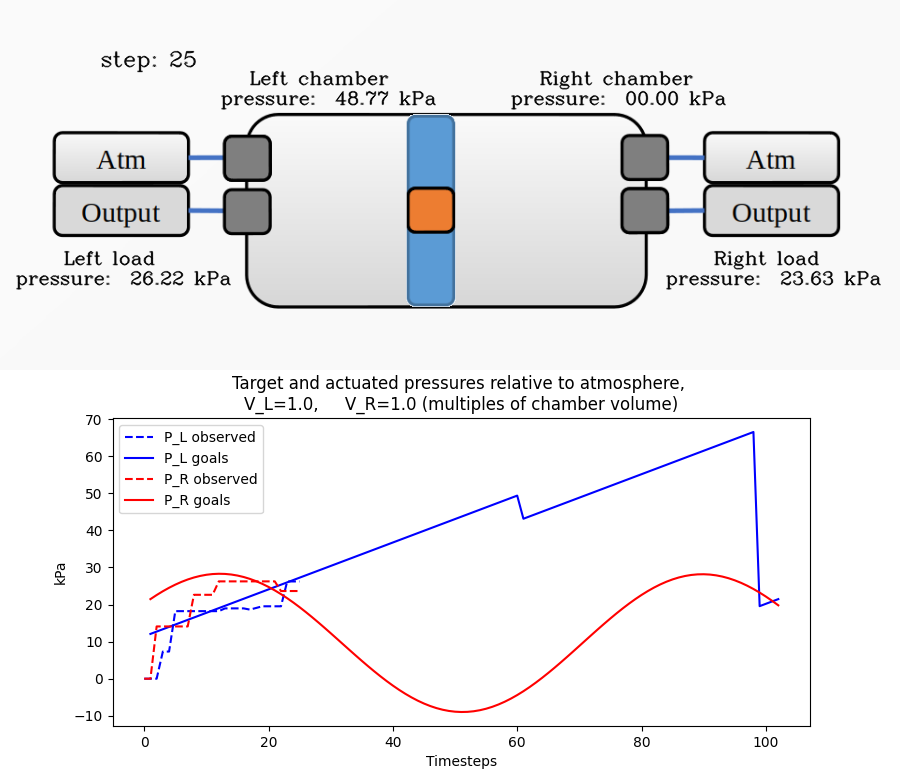 step: 25
Left chamber
pressure: 48.77 kPa
Right chamber
pressure: 00.00 kPa
Atm
Output
Atm
Output
Left load
pressure: 26.22 kPa
Right load
pressure: 23.63 kPa
Target and actuated pressures relative to atmosphere,
V_L=1.0, V_R=1.0 (multiples of chamber volume)
P_L observed
P_L goals
P_R observed
P_R goals
kPa
70
60
50
40
30
20
10
0
−10
0 20 40 60 80 100
Timesteps